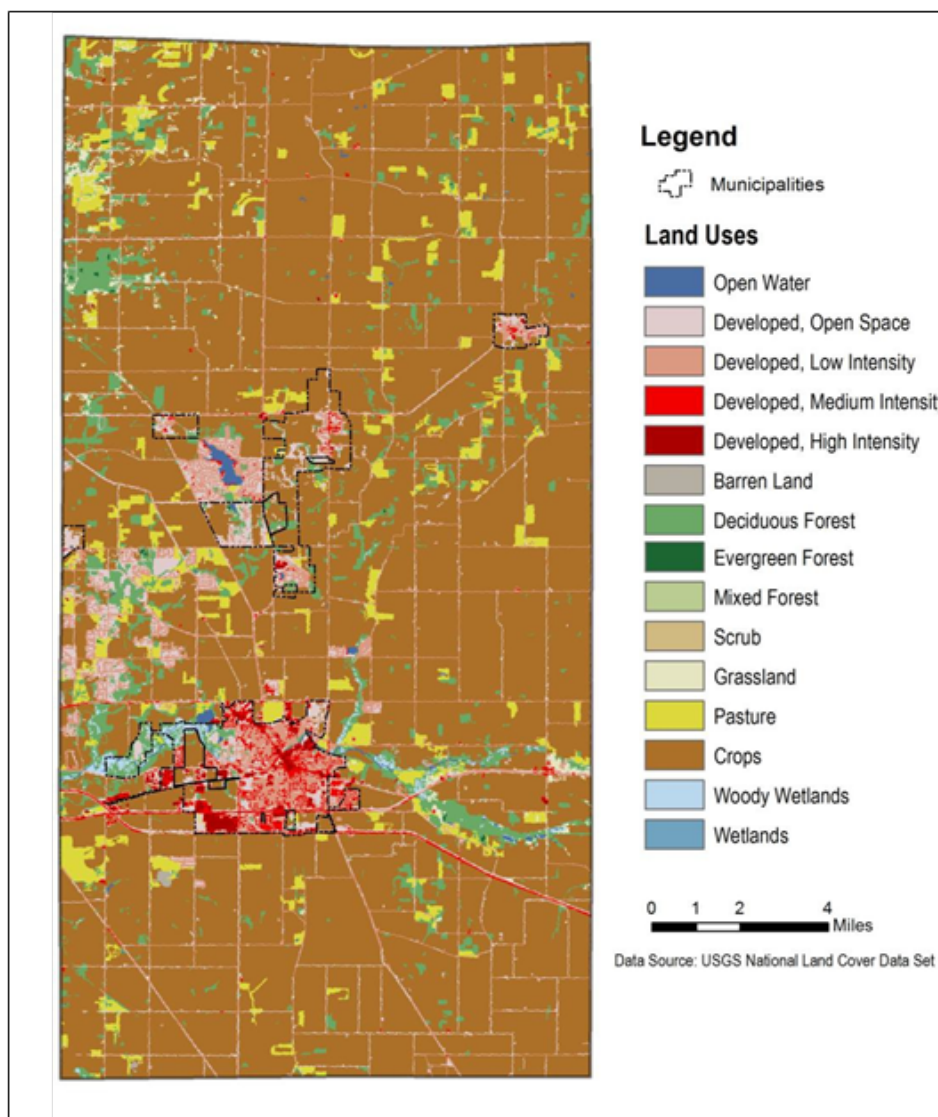 Legend
Municipalities
Land Uses
Open Water
Developed, Open Space
Developed, Low Intensity
Developed, Medium Intensit
Developed, High Intensity
Barren Land
Deciduous Forest
Evergreen Forest
Mixed Forest
Scrub
Grassland
Pasture
Crops
Woody Wetlands
Wetlands
0 1 2 4
Miles
Data Source: USGS National Land Cover Data Set